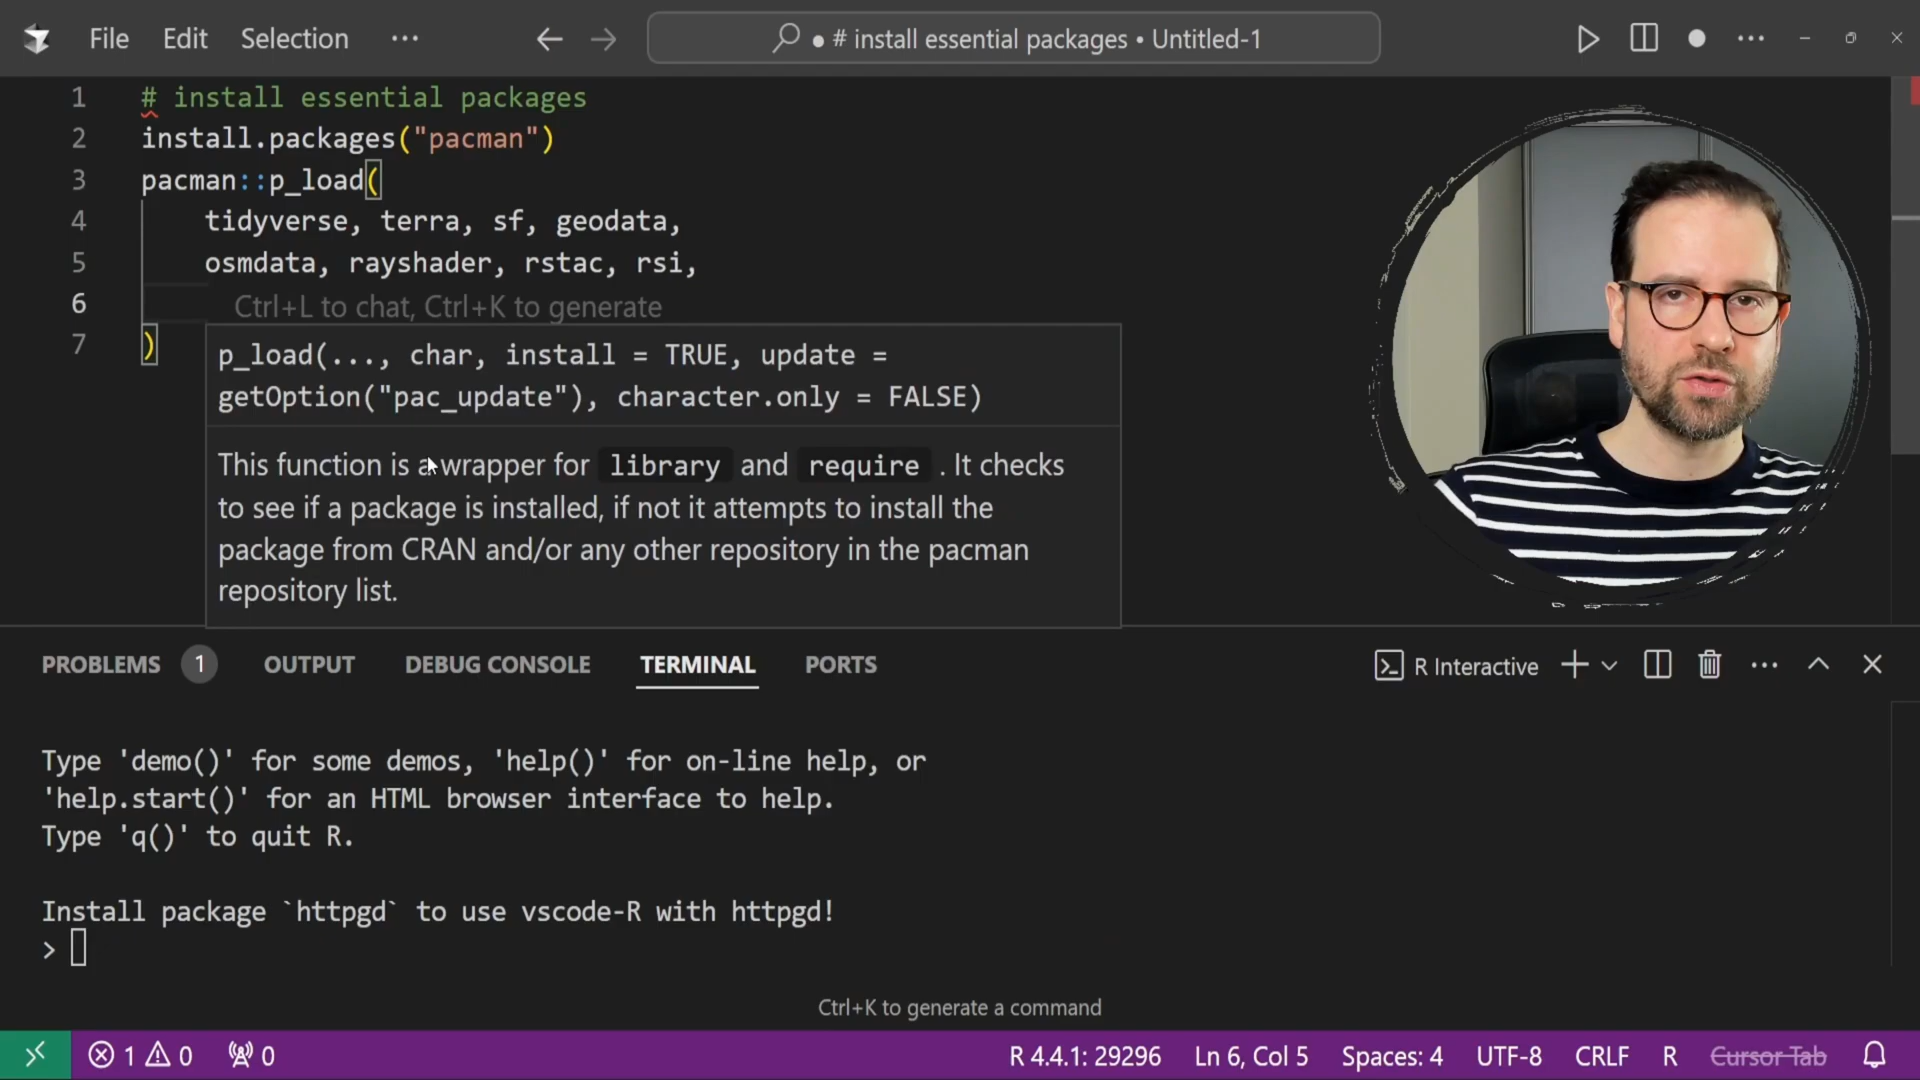 File Edit Selection ···
● # install essential packages • Untitled-1
1 # install essential packages
2 install.packages("pacman")
3 pacman::p_load(
4 tidyverse, terra, sf, geodata,
5 osmdata, rayshader, rstac, rsi,
6 Ctrl+L to chat, Ctrl+K to generate
7 )
p_load(..., char, install = TRUE, update =
getOption("pac_update"), character.only = FALSE)
This function is a wrapper for library and require . It checks
to see if a package is installed, if not it attempts to install the
package from CRAN and/or any other repository in the pacman
repository list.
PROBLEMS 1 OUTPUT DEBUG CONSOLE TERMINAL PORTS
R Interactive
Type 'demo()' for some demos, 'help()' for on-line help, or
'help.start()' for an HTML browser interface to help.
Type 'q()' to quit R.
Install package `httpgd` to use vscode-R with httpgd!
>
Ctrl+K to generate a command
1 0 0 R 4.4.1: 29296 Ln 6, Col 5 Spaces: 4 UTF-8 CRLF R Cursor Tab